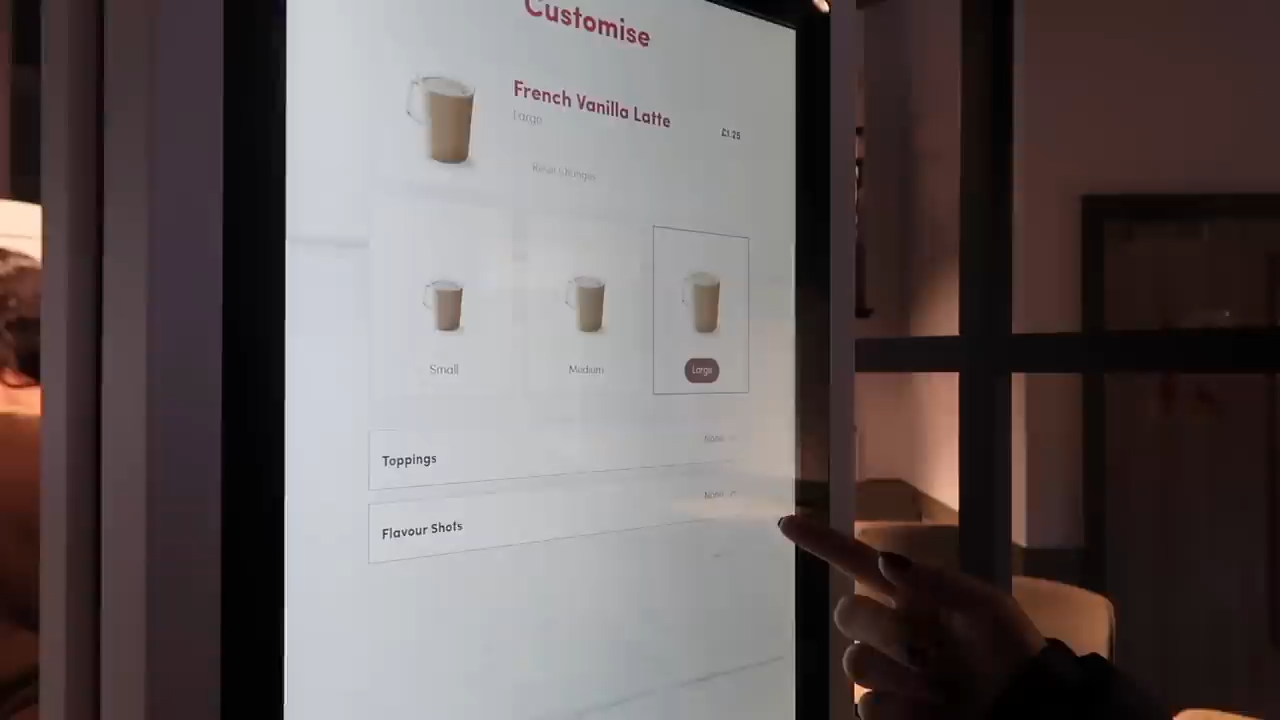 Customise
French Vanilla Latte
Large
£1.25
Reset Changes
Small
Medium
Large
Toppings
None
Flavour Shots
None